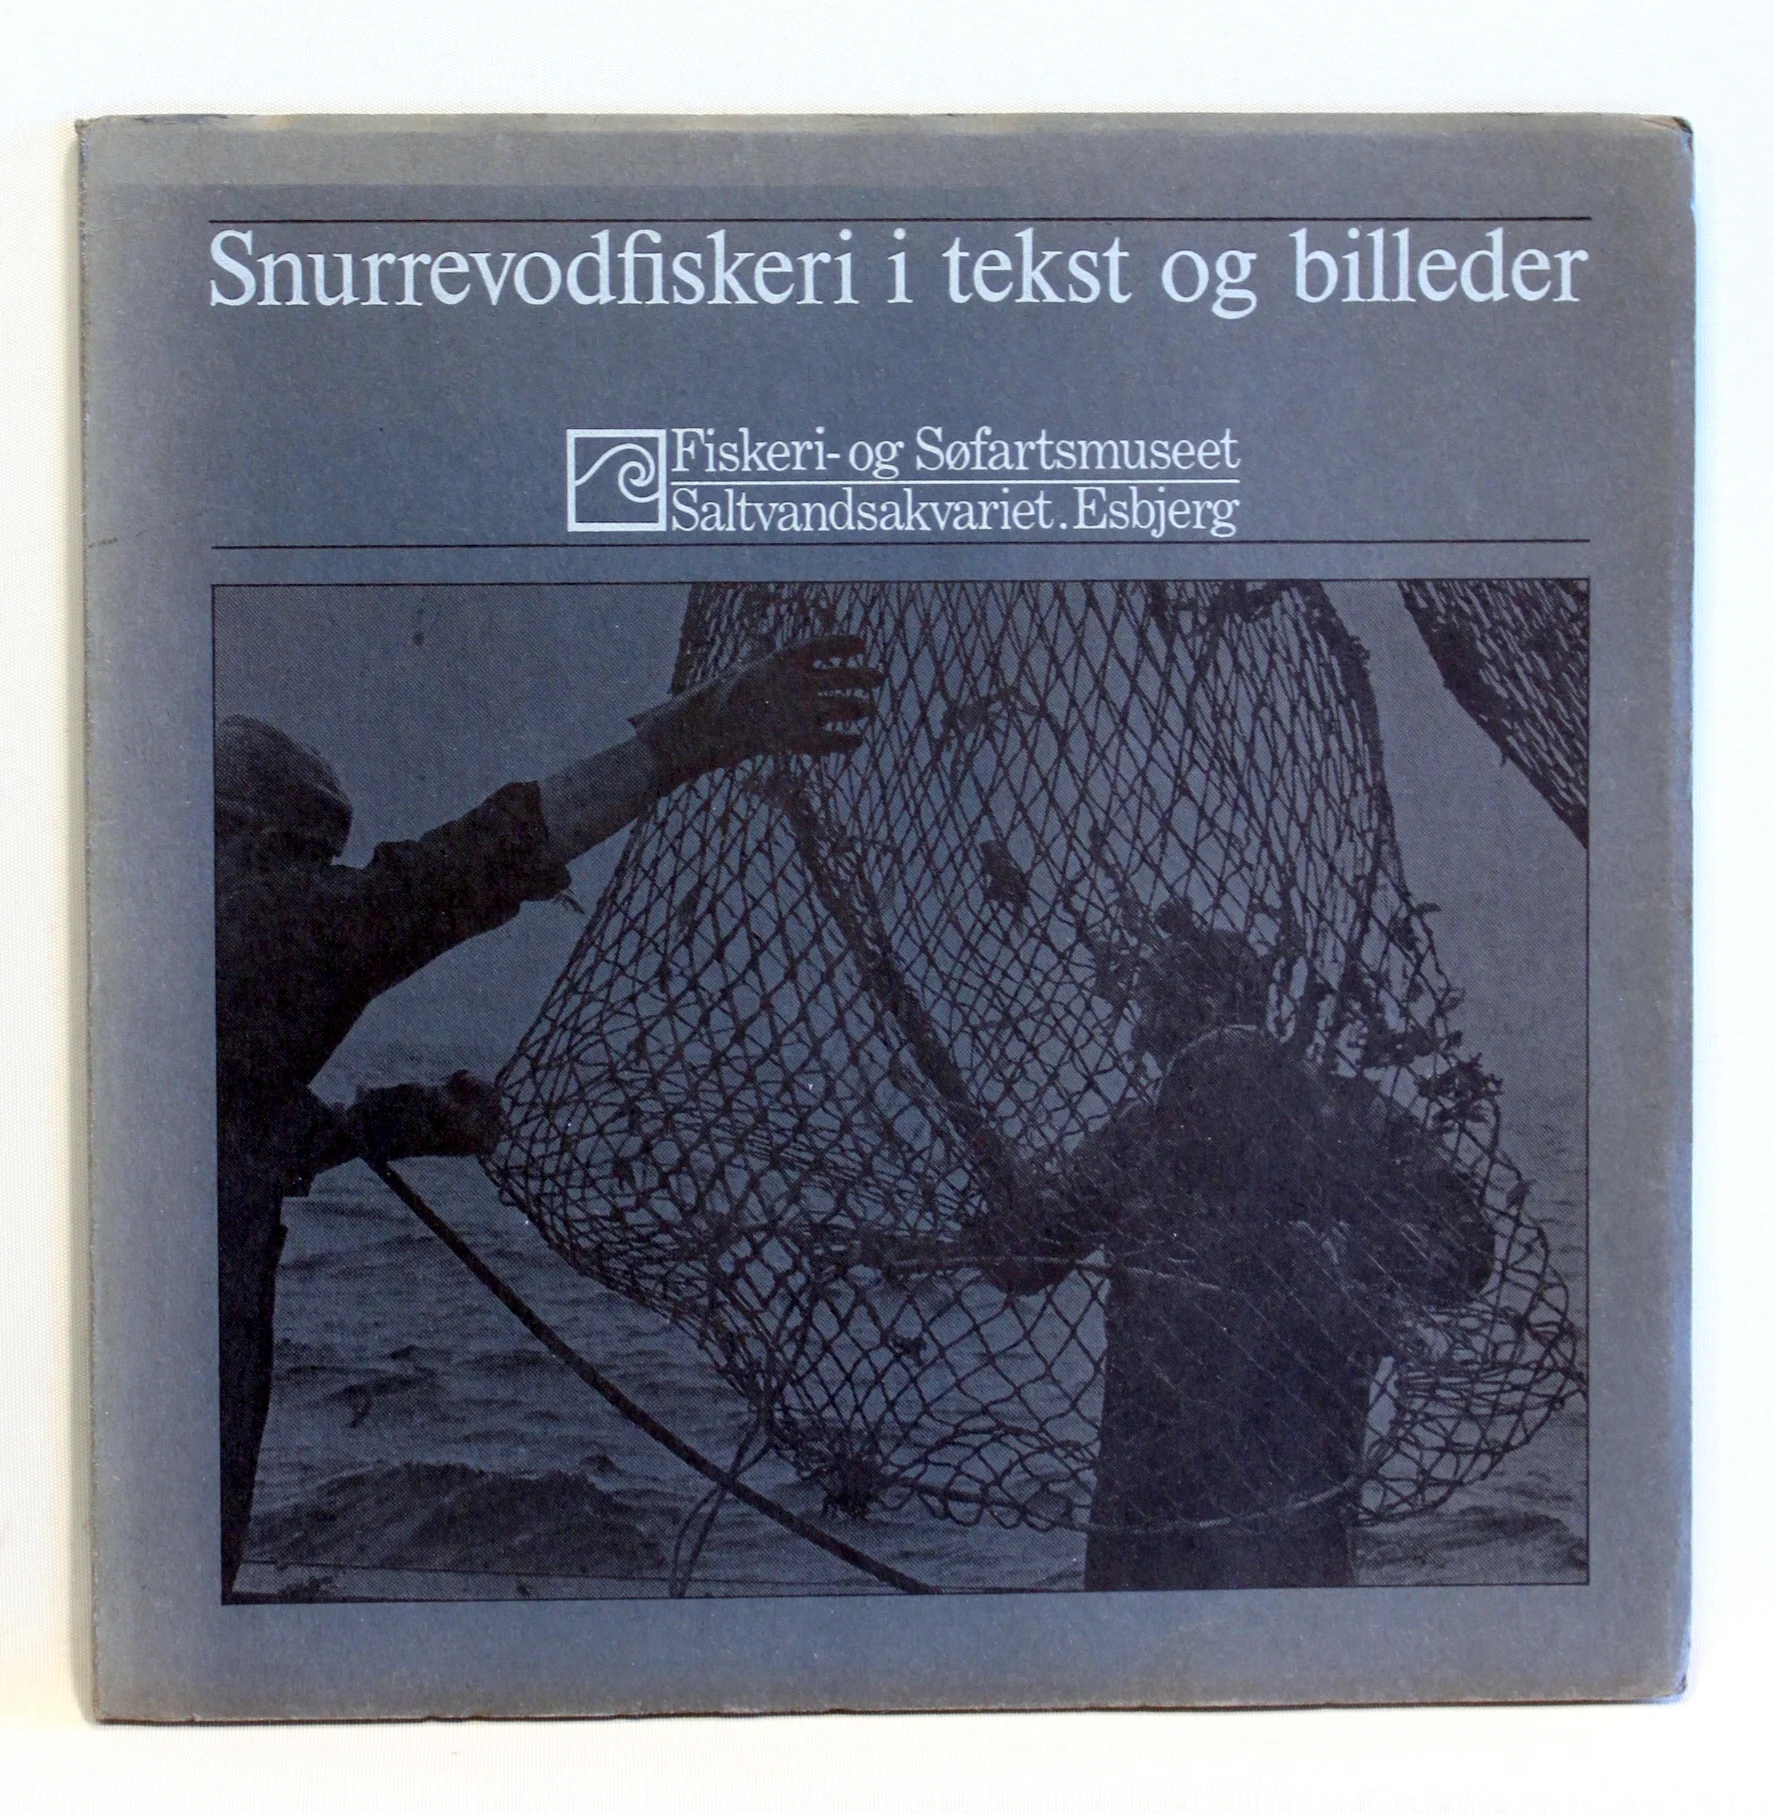 Snurrevodfiskeri i tekst og billeder
Fiskeri- og Søfartsmuseet
Saltvandsakvariet. Esbjerg